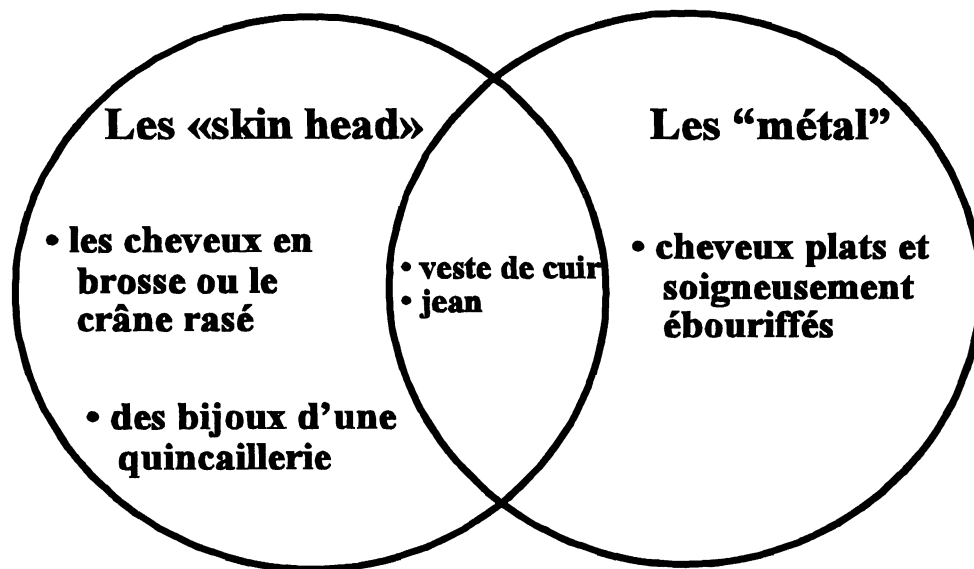 Les «skin head»
• les cheveux en
brosse ou le
crâne rasé
• des bijoux d’une
quincaillerie
• veste de cuir
• jean
Les “métal”
• cheveux plats et
soigneusement
ébouriffés